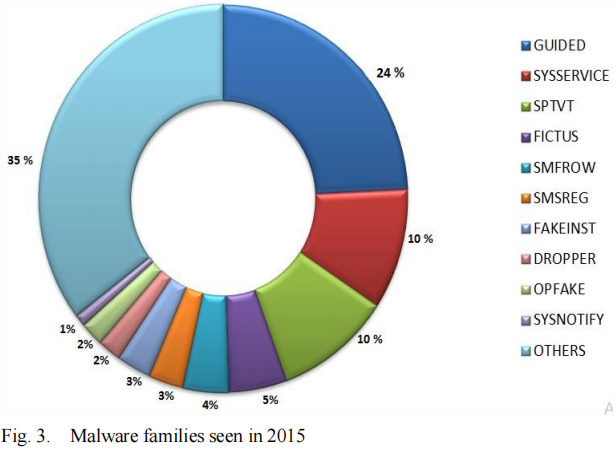 24 %
10 %
10 %
5%
4%
3%
3%
2%
2%
1%
35 %
GUIDED
SYSSERVICE
SPTVT
FICTUS
SMFROW
SMSREG
FAKEINST
DROPPER
OPFAKE
SYSNOTIFY
OTHERS
A
Fig. 3. Malware families seen in 2015